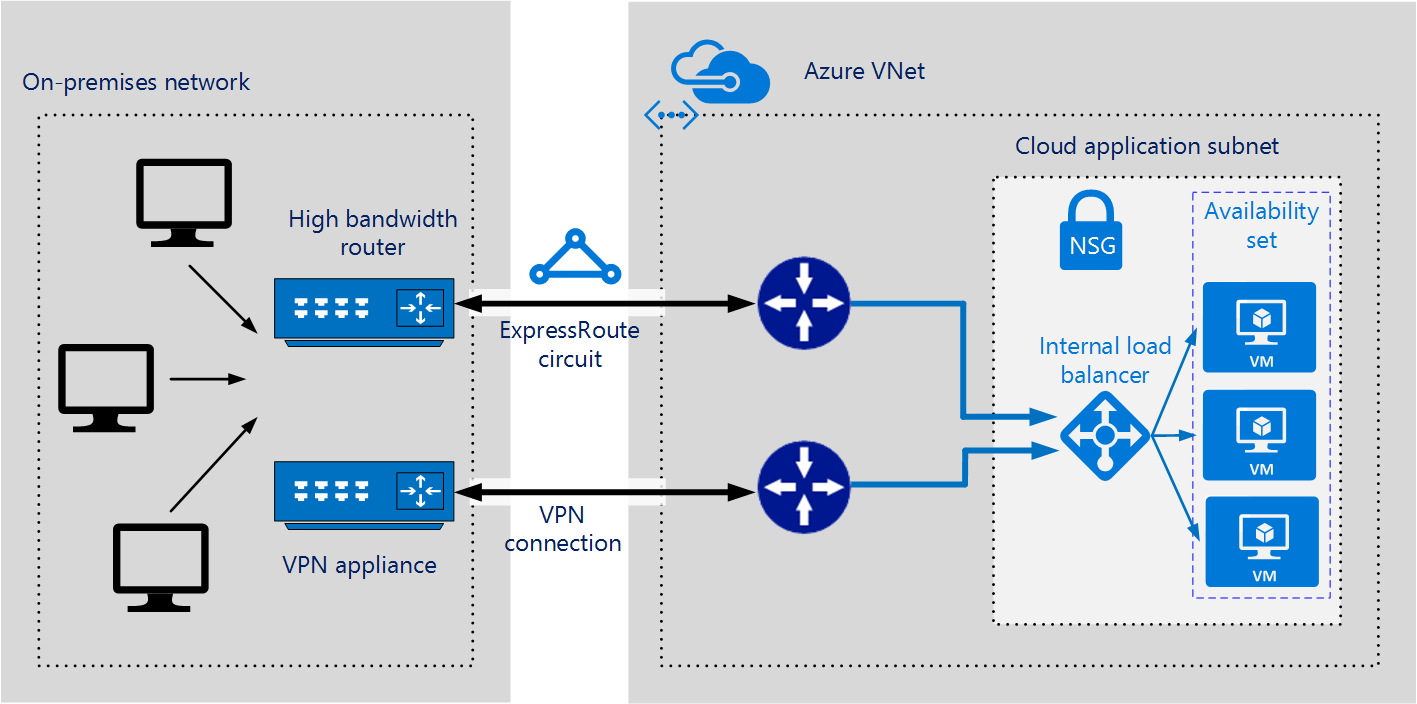 On-premises network
High bandwidth
router
VPN appliance
ExpressRoute
circuit
VPN
connection
Azure VNet
Cloud application subnet
NSG
Internal load
balancer
Availability
set
VM
VM
VM